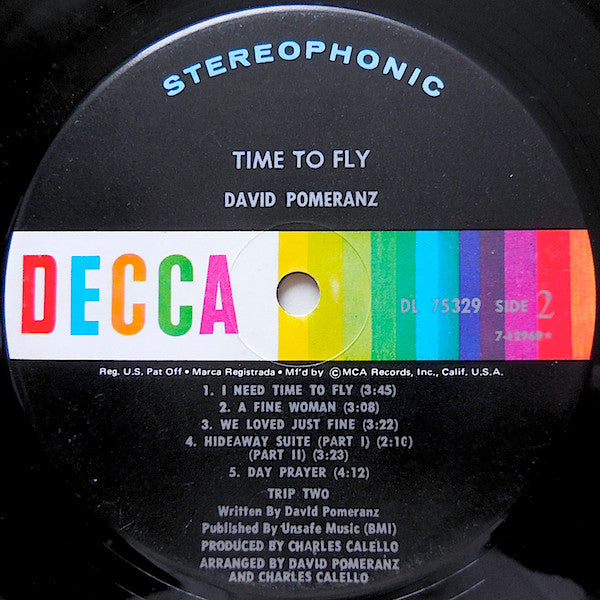 STEREOPHONIC
TIME TO FLY
DAVID POMERANZ
DECCA
DL 75329 SIDE 2
7-12969★
Reg. U.S. Pat Off • Marca Registrada • Mf'd by ©MCA Records, Inc., Calif. U.S.A.
1. I NEED TIME TO FLY (3:45)
2. A FINE WOMAN (3:08)
3. WE LOVED JUST FINE (3:22)
4. HIDEAWAY SUITE (PART I) (2:10)
(PART II) (3:23)
5. DAY PRAYER (4:12)
TRIP TWO
Written By David Pomeranz
Published By Unsafe Music (BMI)
PRODUCED BY CHARLES CALELLO
ARRANGED BY DAVID POMERANZ
AND CHARLES CALELLO